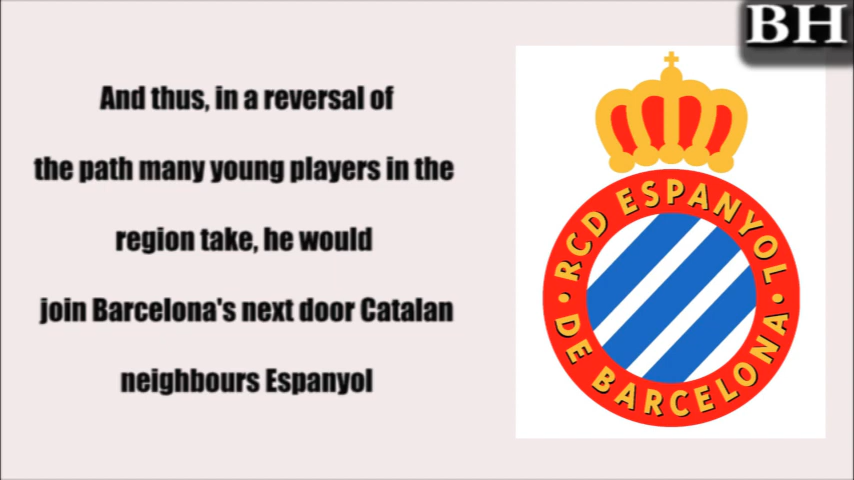 BH
And thus, in a reversal of
the path many young players in the
region take, he would
join Barcelona's next door Catalan
neighbours Espanyol
RCD ESPANYOL
DE BARCELONA